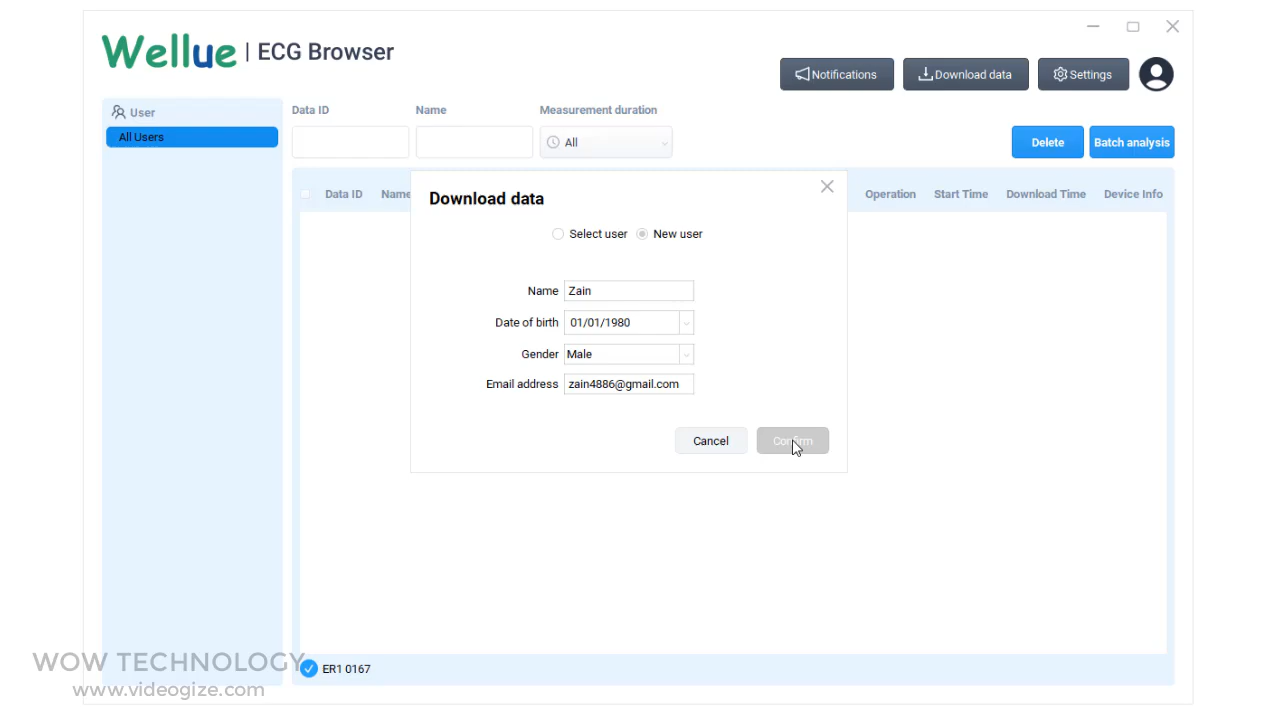 Wellue | ECG Browser
Notifications
Download data
Settings
User
All Users
Data ID
Name
Measurement duration
All
Delete
Batch analysis
Data ID
Name
Operation
Start Time
Download Time
Device Info
Download data
Select user
New user
Name
Zain
Date of birth
01/01/1980
Gender
Male
Email address
zain4886@gmail.com
Cancel
Confirm
ER1 0167
WOW TECHNOLOGY
www.videogize.com